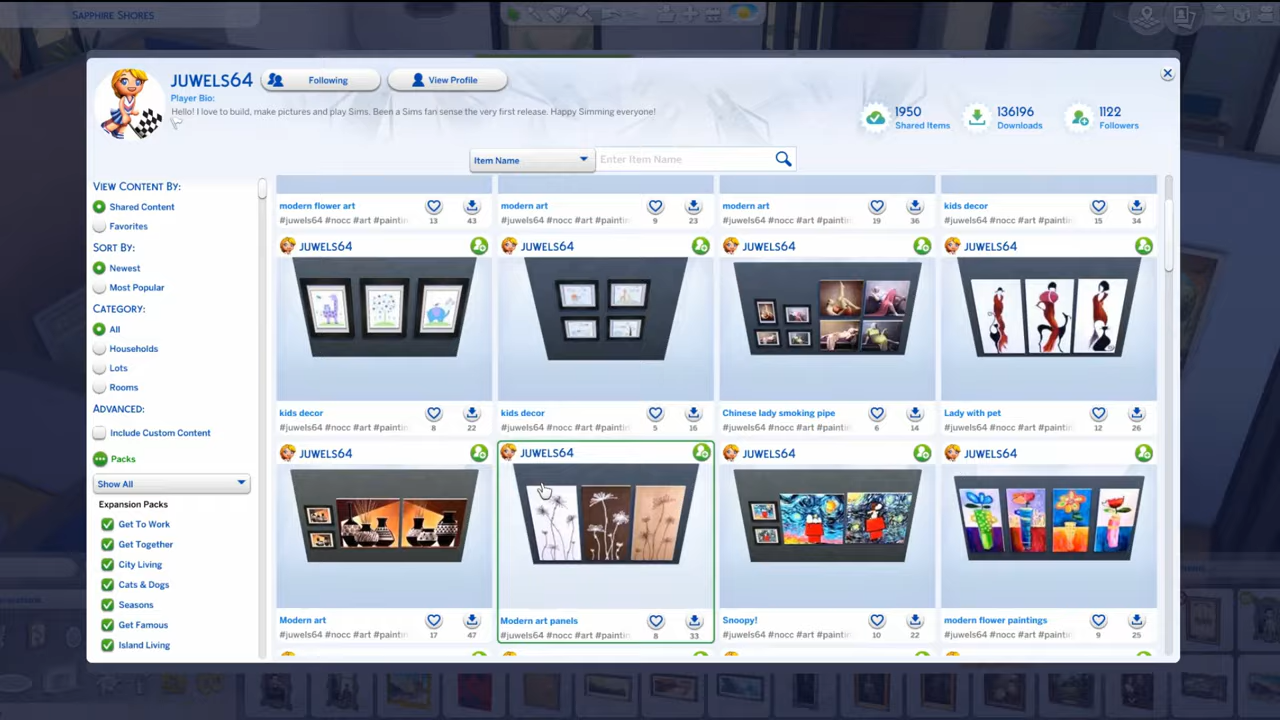 SAPPHIRE SHORES
JUWELS64
Following
View Profile
Player Bio:
Hello! I love to build, make pictures and play Sims. Been a Sims fan sense the very first release. Happy Simming everyone!
1950
Shared Items
136196
Downloads
1122
Followers
Item Name
Enter Item Name
VIEW CONTENT BY:
Shared Content
Favorites
SORT BY:
Newest
Most Popular
CATEGORY:
All
Households
Lots
Rooms
ADVANCED:
Include Custom Content
Packs
Show All
Expansion Packs
Get To Work
Get Together
City Living
Cats & Dogs
Seasons
Get Famous
Island Living
modern flower art
#juwels64 #nocc #art #paintin
13
43
modern art
#juwels64 #nocc #art #paintin
9
23
modern art
#juwels64 #nocc #art #paintin
19
36
kids decor
#juwels64 #nocc #art #paintin
15
34
JUWELS64
kids decor
#juwels64 #nocc #art #paintin
8
22
JUWELS64
kids decor
#juwels64 #nocc #art #paintin
5
16
JUWELS64
Chinese lady smoking pipe
#juwels64 #nocc #art #paintin
6
14
JUWELS64
Lady with pet
#juwels64 #nocc #art #paintin
12
26
JUWELS64
Modern art
#juwels64 #nocc #art #paintin
17
47
JUWELS64
Modern art panels
#juwels64 #nocc #art #paintin
8
33
JUWELS64
Snoopy!
#juwels64 #nocc #art #paintin
10
22
JUWELS64
modern flower paintings
#juwels64 #nocc #art #paintin
9
25